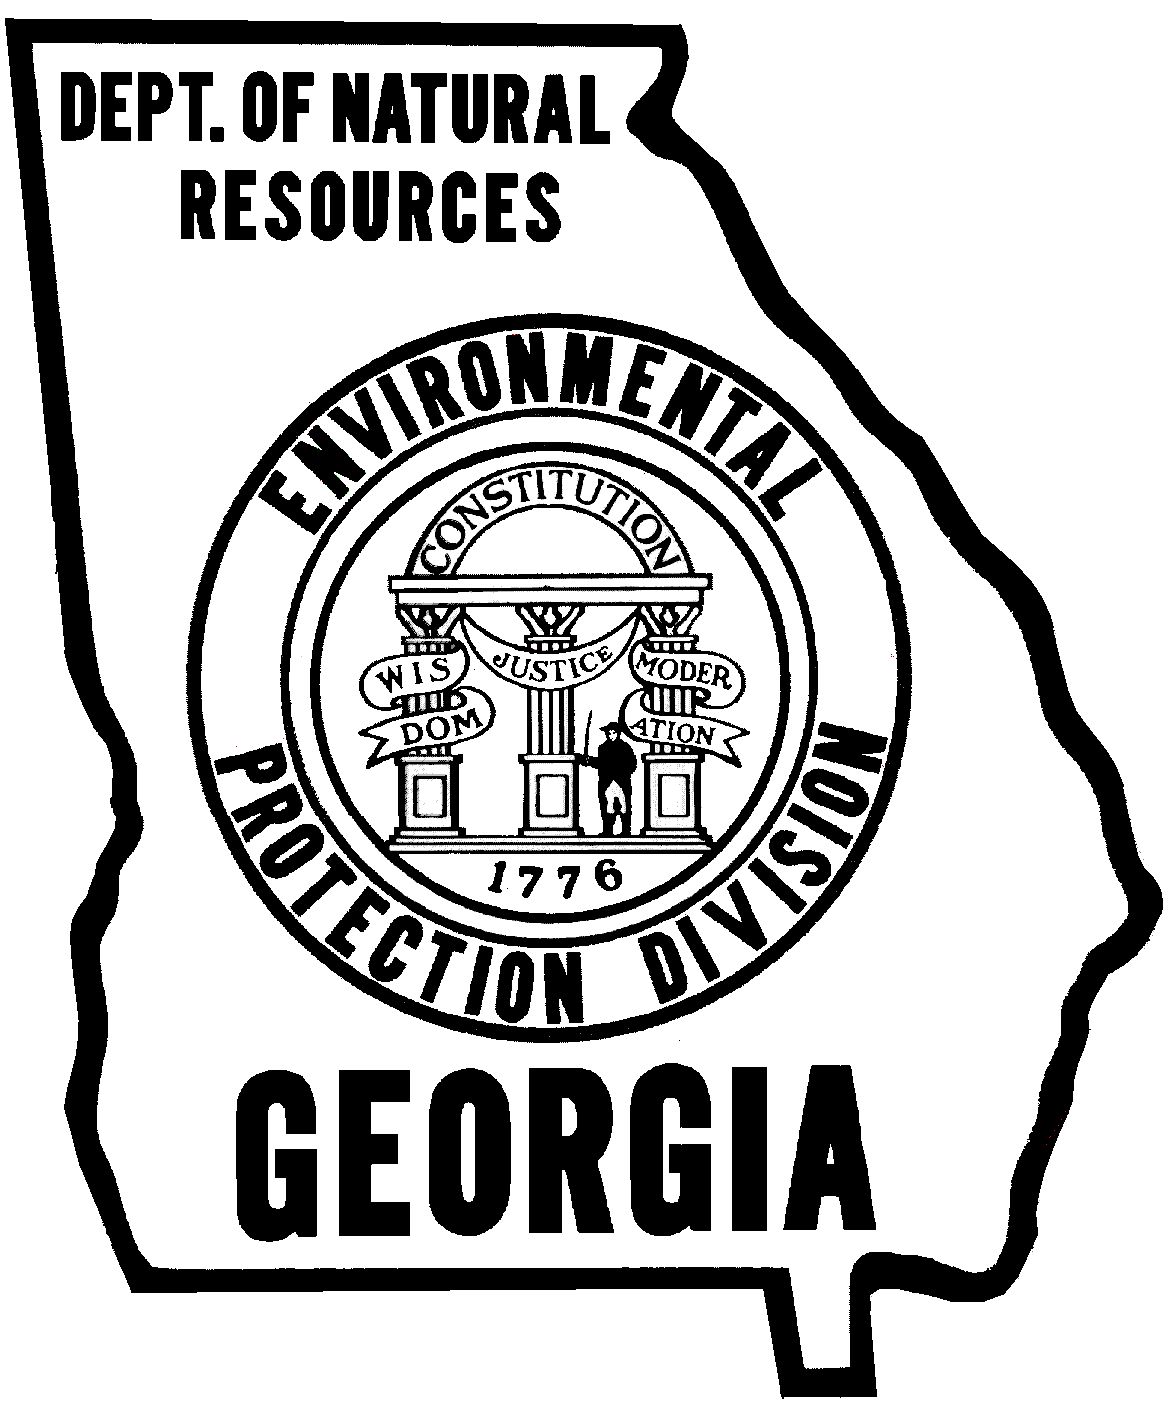 DEPT. OF NATURAL
RESOURCES
ENVIRONMENTAL
CONSTITUTION
WIS
DOM
JUSTICE
MODER
ATION
1776
PROTECTION DIVISION
GEORGIA